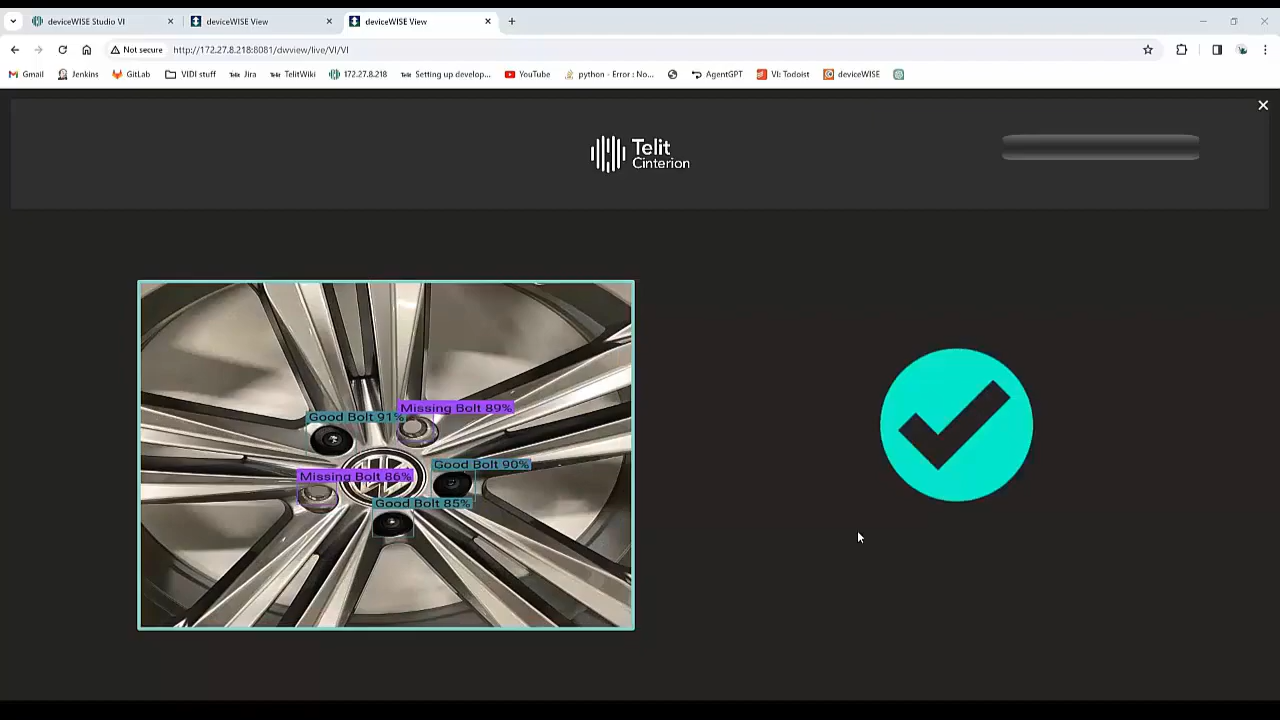 deviceWISE Studio VI
deviceWISE View
deviceWISE View
Not secure
http://172.27.8.218:8081/dwview/live/VI/VI
Gmail
Jenkins
GitLab
VIDI stuff
Telit Jira
Telit TelitWiki
172.27.8.218
Telit Setting up develop...
YouTube
python - Error : No...
AgentGPT
VI: Todoist
deviceWISE
Telit
Cinterion
Missing Bolt 89%
Good Bolt 91%
Good Bolt 90%
Missing Bolt 86%
Good Bolt 85%